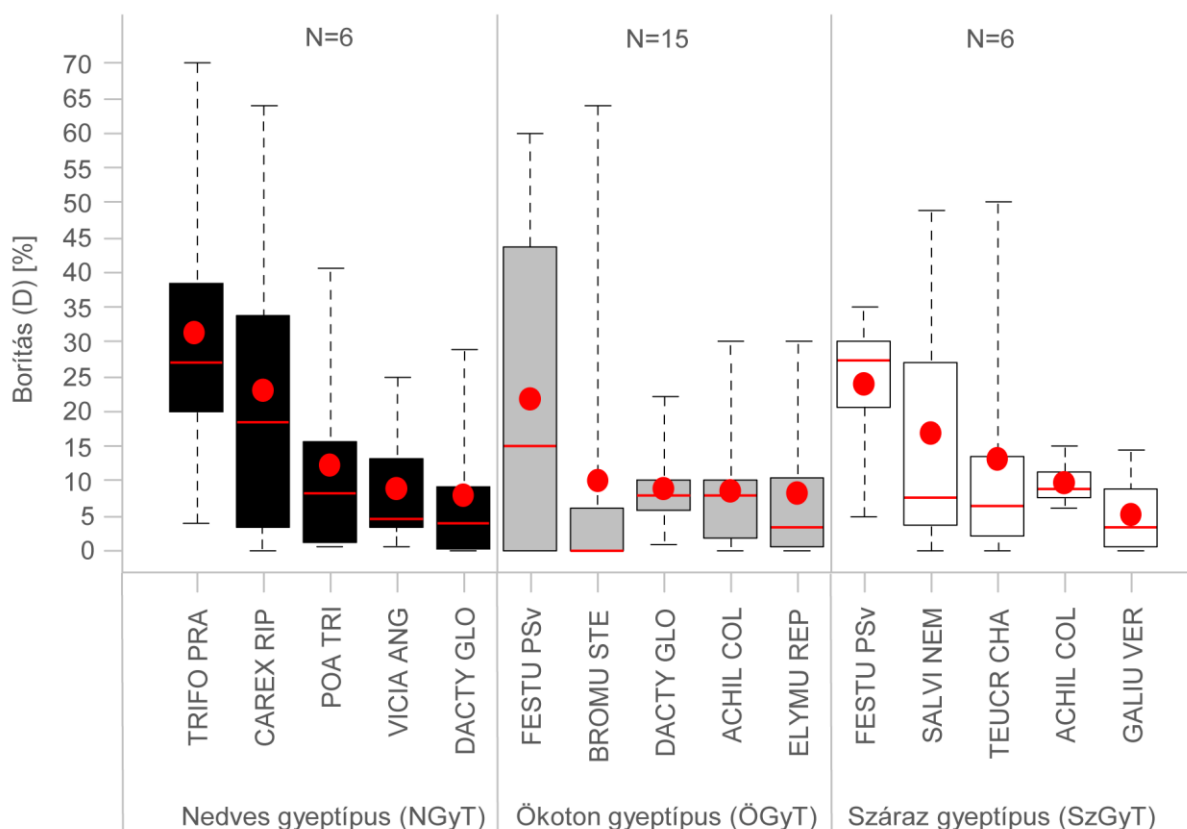 N=6
N=15
N=6
Borítás (D) [%]
70
65
60
55
50
45
40
35
30
25
20
15
10
5
0
TRIFO PRA
CAREX RIP
POA TRI
VICIA ANG
DACTY GLO
FESTU PSv
BROMU STE
DACTY GLO
ACHIL COL
ELYMU REP
FESTU PSv
SALVI NEM
TEUCR CHA
ACHIL COL
GALIU VER
Nedves gyeptípus (NGyT)
Ökoton gyeptípus (ÖGyT)
Száraz gyeptípus (SzGyT)